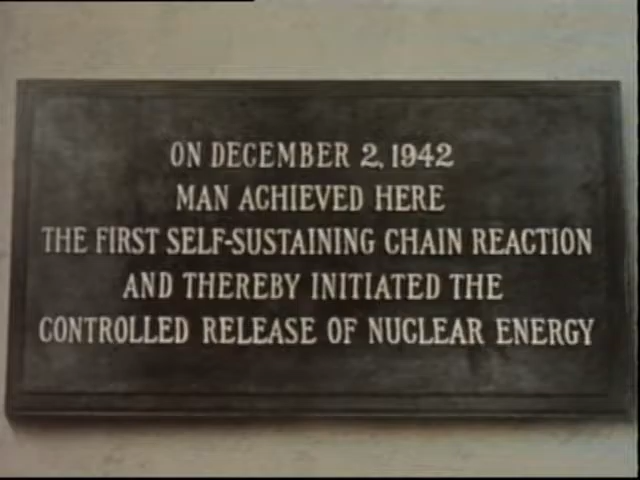 ON DECEMBER 2, 1942
MAN ACHIEVED HERE
THE FIRST SELF-SUSTAINING CHAIN REACTION
AND THEREBY INITIATED THE
CONTROLLED RELEASE OF NUCLEAR ENERGY